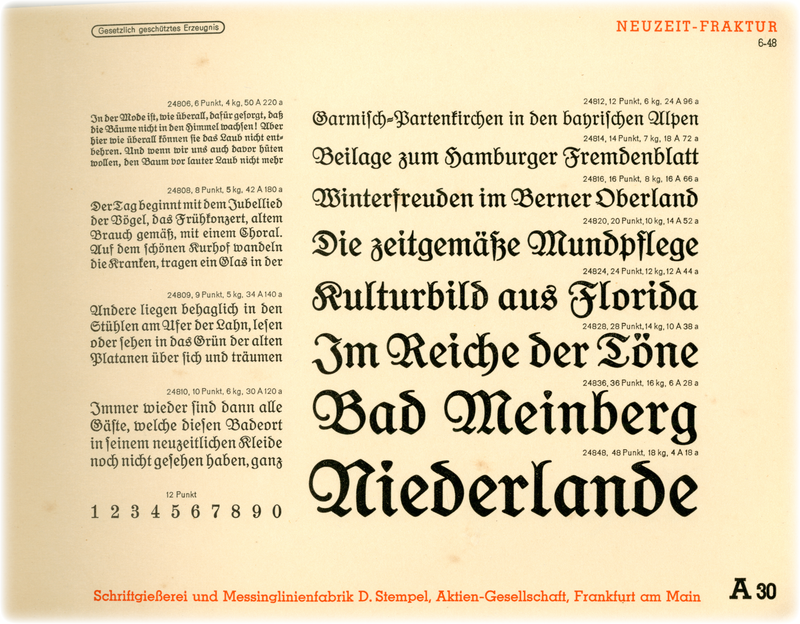 Gesetzlich geschütztes Erzeugnis
NEUZEIT-FRAKTUR
6-48
24806, 6 Punkt, 4 kg, 50 A 220 a
In der Mode ist, wie überall, dafür gesorgt, daß
die Bäume nicht in den Himmel wachsen! Aber
hier wie überall können sie das Laub nicht ent-
behren. And wenn wir uns auch davor hüten
wollen, den Baum vor lauter Laub nicht mehr
24808, 8 Punkt, 5 kg, 42 A 180 a
Der Tag beginnt mit dem Jubellied
der Vögel, das Frühkonzert, altem
Brauch gemäß, mit einem Choral.
Auf dem schönen Kurhof wandeln
die Kranken, tragen ein Glas in der
24809, 9 Punkt, 5 kg, 34 A 140 a
Andere liegen behaglich in den
Stühlen am Ufer der Lahn, lesen
oder sehen in das Grün der alten
Platanen über sich und träumen
24810, 10 Punkt, 6 kg, 30 A 120 a
Immer wieder sind dann alle
Gäste, welche diesen Badeort
in seinem neuzeitlichen Kleide
noch nicht gesehen haben, ganz
12 Punkt
1 2 3 4 5 6 7 8 9 0
24812, 12 Punkt, 6 kg, 24 A 96 a
Garmisch-Partenkirchen in den bayrischen Alpen
24814, 14 Punkt, 7 kg, 18 A 72 a
Beilage zum Hamburger Fremdenblatt
24816, 16 Punkt, 8 kg, 16 A 66 a
Winterfreuden im Berner Oberland
24820, 20 Punkt, 10 kg, 14 A 52 a
Die zeitgemäße Mundpflege
24824, 24 Punkt, 12 kg, 12 A 44 a
Kulturbild aus Florida
24828, 28 Punkt, 14 kg, 10 A 38 a
Im Reiche der Töne
24836, 36 Punkt, 16 kg, 6 A 28 a
Bad Meinberg
24848, 48 Punkt, 18 kg, 4 A 18 a
Niederlande
Schriftgießerei und Messinglinienfabrik D. Stempel, Aktien-Gesellschaft, Frankfurt am Main
A 30